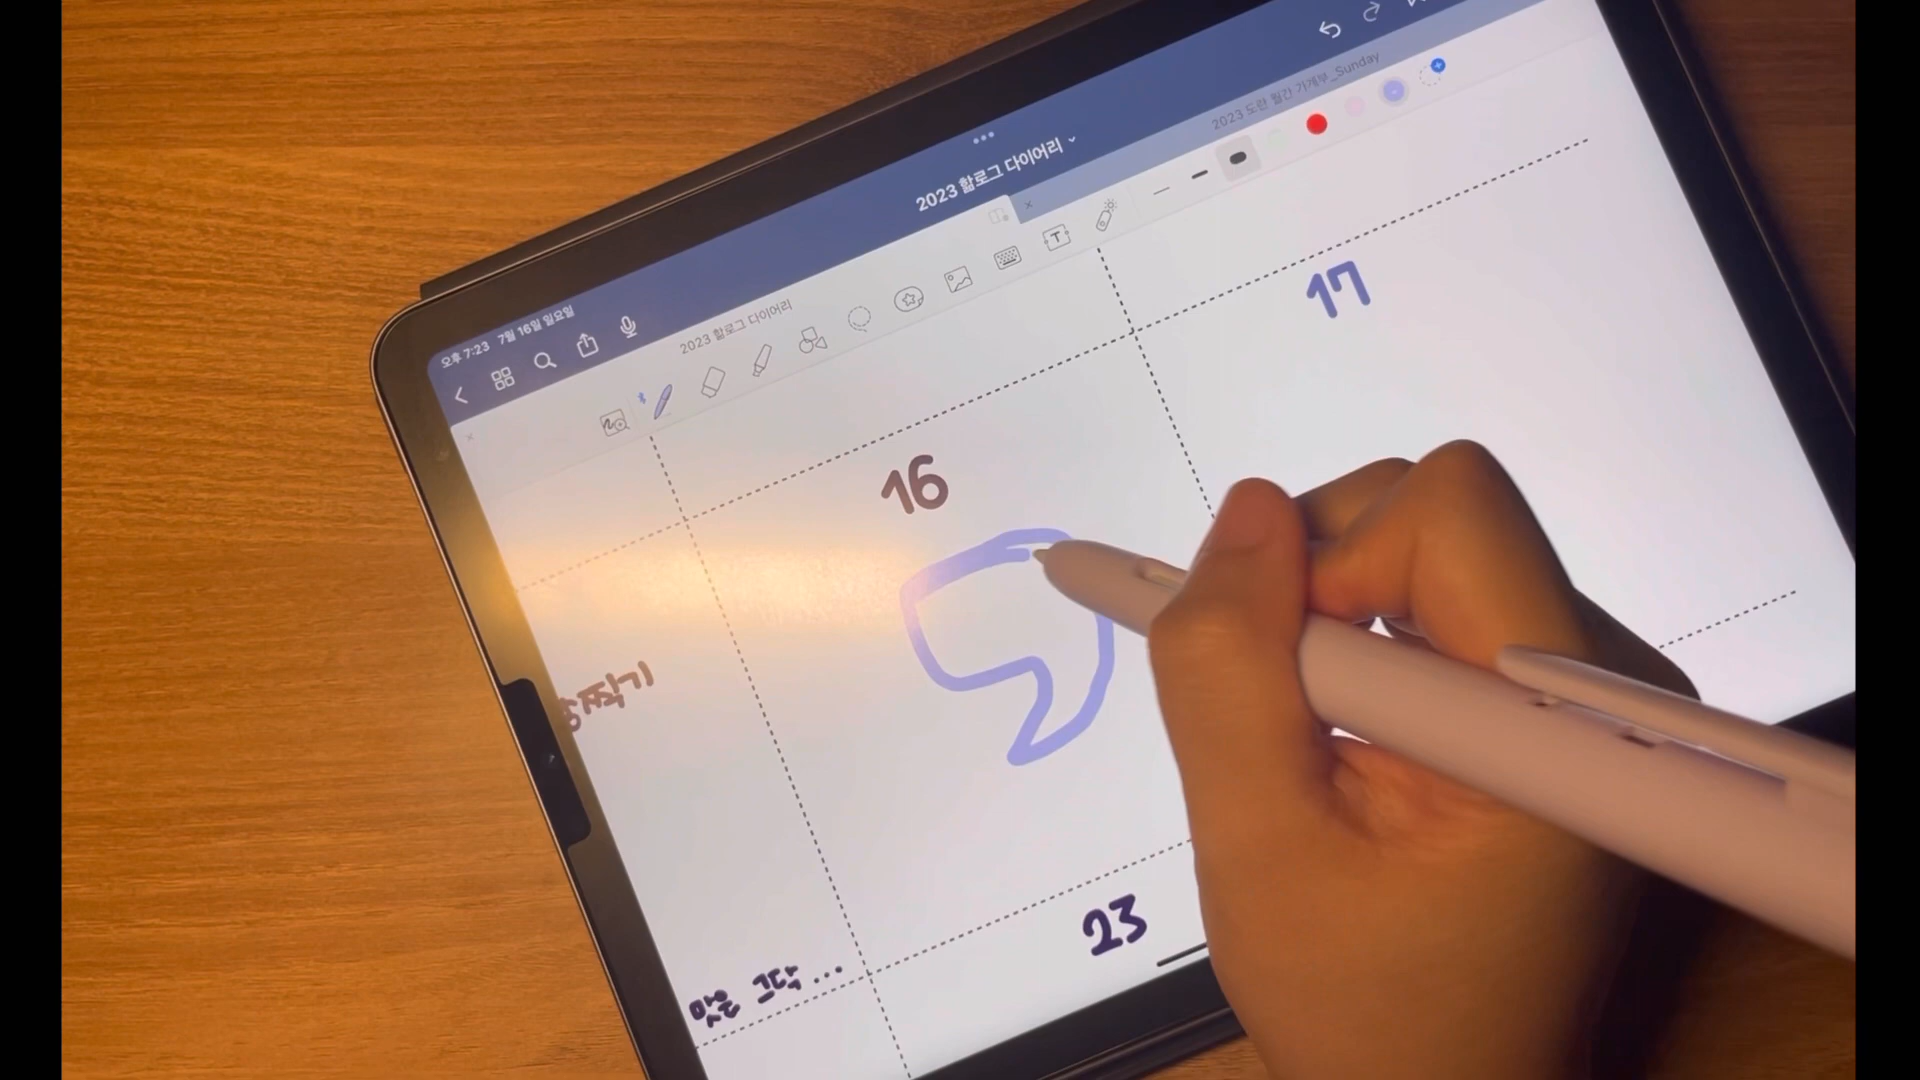 오후 7:23 7월 16일 일요일
2023 할로그 다이어리
2023 할로그 다이어리
2023 도란 월간 가계부_Sunday
16
17
맛은 그닥...
23